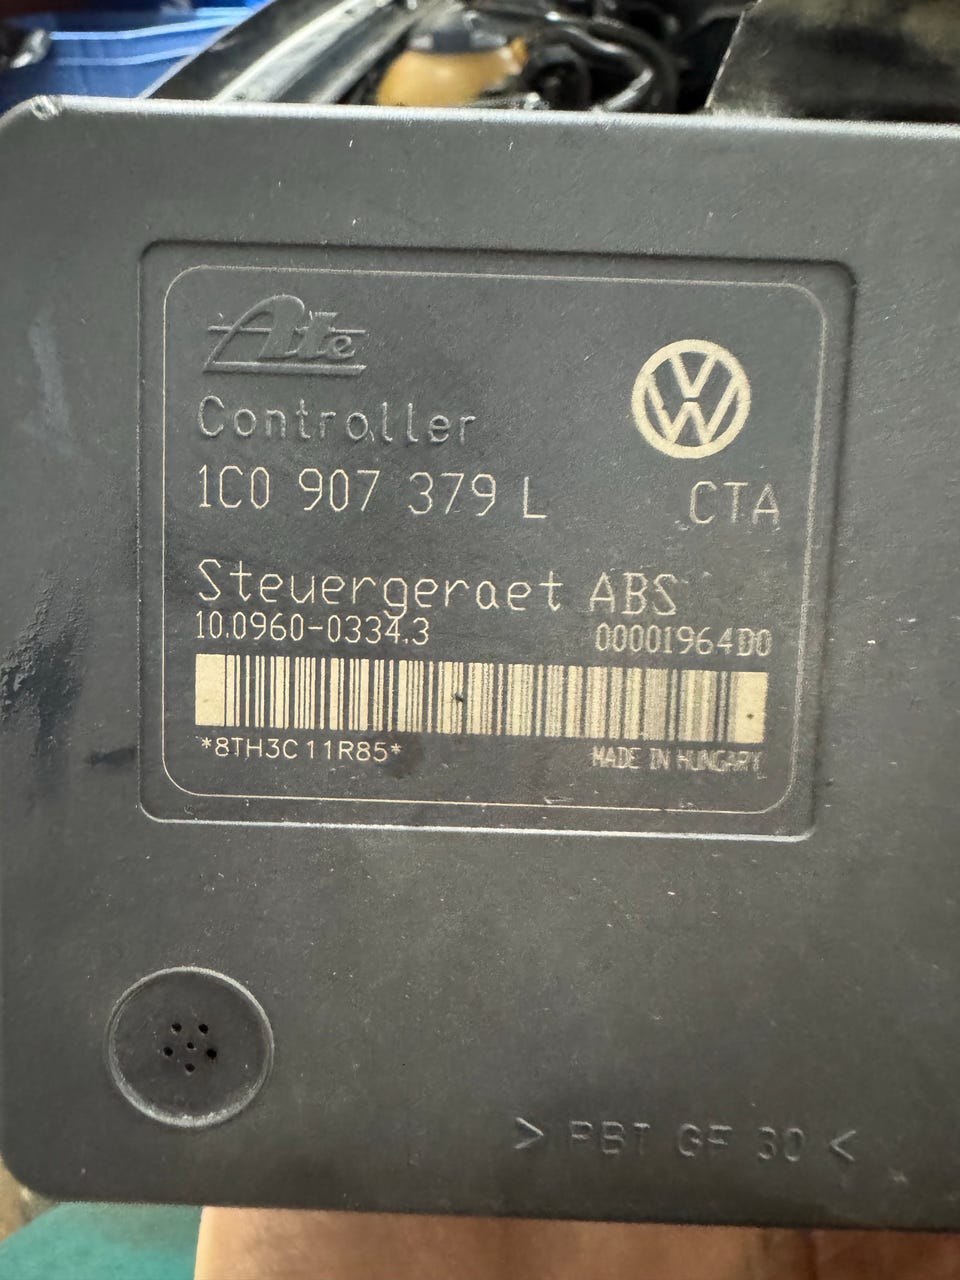 Ate
Controller
1C0 907 379 L CTA
Steuergeraet ABS
10.0960-0334.3 00001964D0
*8TH3C11R85* MADE IN HUNGARY
> PBT GF 30 <